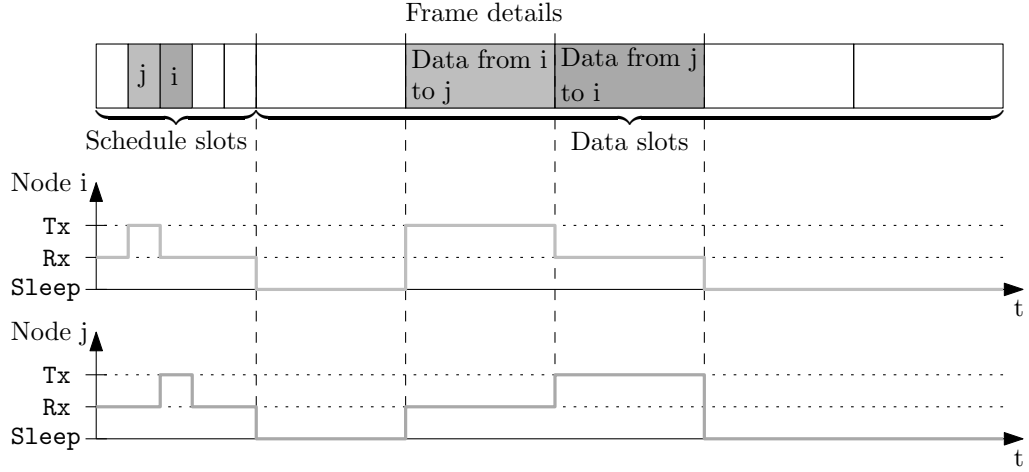 Frame details
j
i
Data from i
to j
Data from j
to i
Schedule slots
Data slots
Node i
Tx
Rx
Sleep
t
Node j
Tx
Rx
Sleep
t